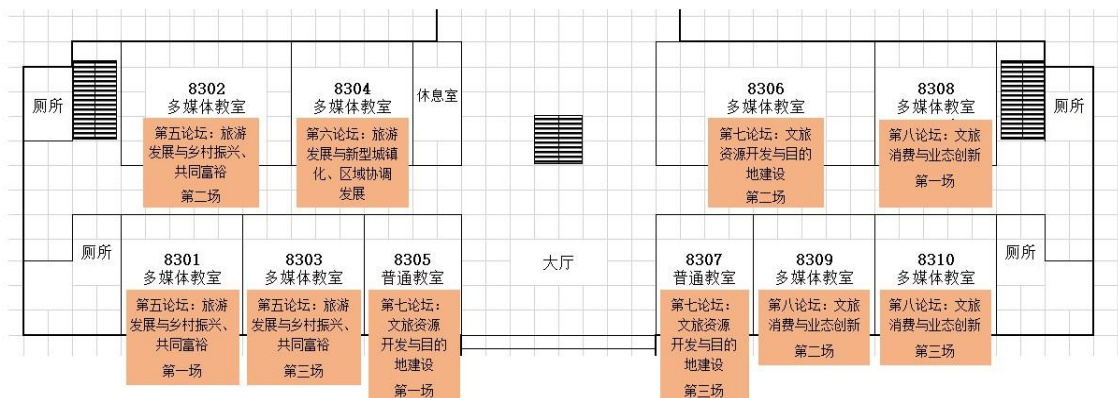 厕所
8302
多媒体教室
第五论坛：旅游
发展与乡村振兴、
共同富裕
第二场
8304
多媒体教室
第六论坛：旅游
发展与新型城镇
化、区域协调
发展
休息室
8306
多媒体教室
第七论坛：文旅
资源开发与目的
地建设
第二场
8308
多媒体教室
第八论坛：文旅
消费与业态创新
第一场
厕所
厕所
8301
多媒体教室
第五论坛：旅游
发展与乡村振兴、
共同富裕
第一场
8303
多媒体教室
第五论坛：旅游
发展与乡村振兴、
共同富裕
第三场
8305
普通教室
第七论坛：
文旅资源
开发与目的
地建设
第一场
大厅
8307
普通教室
第七论坛：
文旅资源
开发与目的
地建设
第三场
8309
多媒体教室
第八论坛：文旅
消费与业态创新
第二场
8310
多媒体教室
第八论坛：文旅
消费与业态创新
第三场
厕所